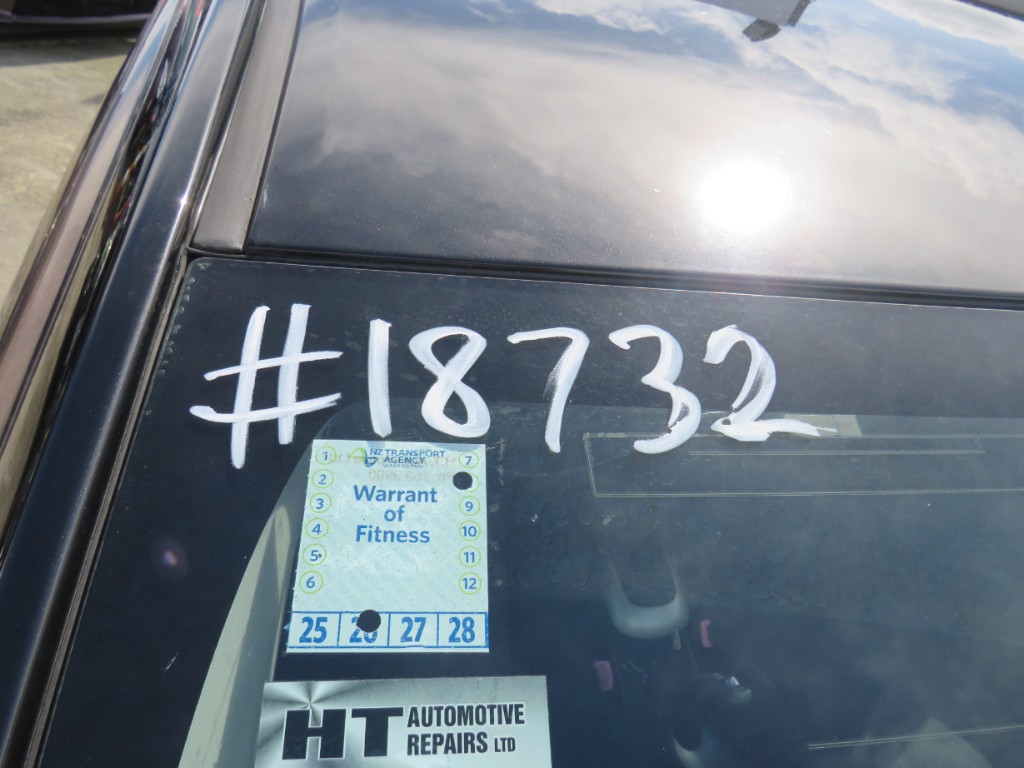 #18732
NZ TRANSPORT
AGENCY
1 7
2
Warrant
of
Fitness
3 9
4 10
5 11
6 12
25 26 27 28
HT AUTOMOTIVE
REPAIRS LTD